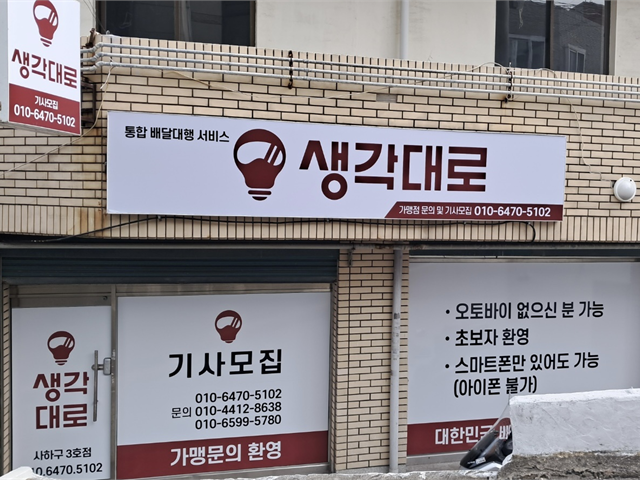 생각대로
기사모집
010-6470-5102
통합 배달대행 서비스
생각대로
가맹점 문의 및 기사모집 010-6470-5102
생각
대로
사하구 3호점
10.6470.5102
기사모집
010-6470-5102
문의 010-4412-8638
010-6599-5780
가맹문의 환영
· 오토바이 없으신 분 가능
· 초보자 환영
· 스마트폰만 있어도 가능
(아이폰 불가)
대한민국